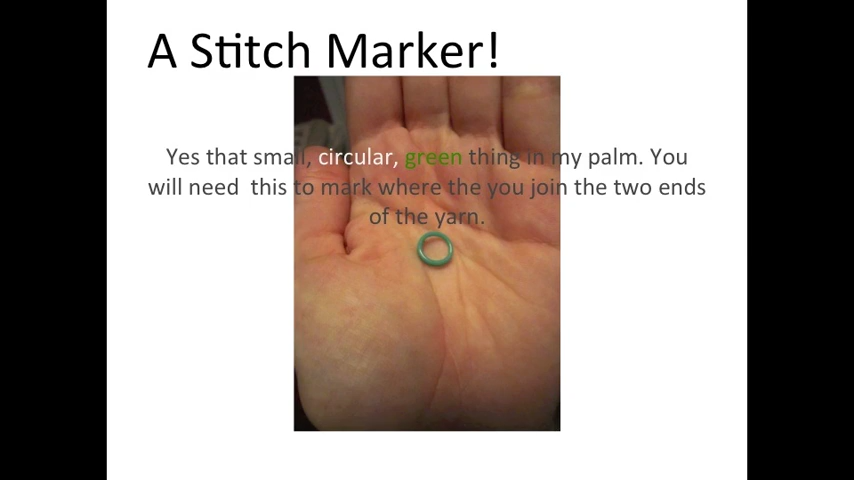 A Stitch Marker!
Yes that small, circular, green thing in my palm. You
will need  this to mark where the you join the two ends
of the yarn.